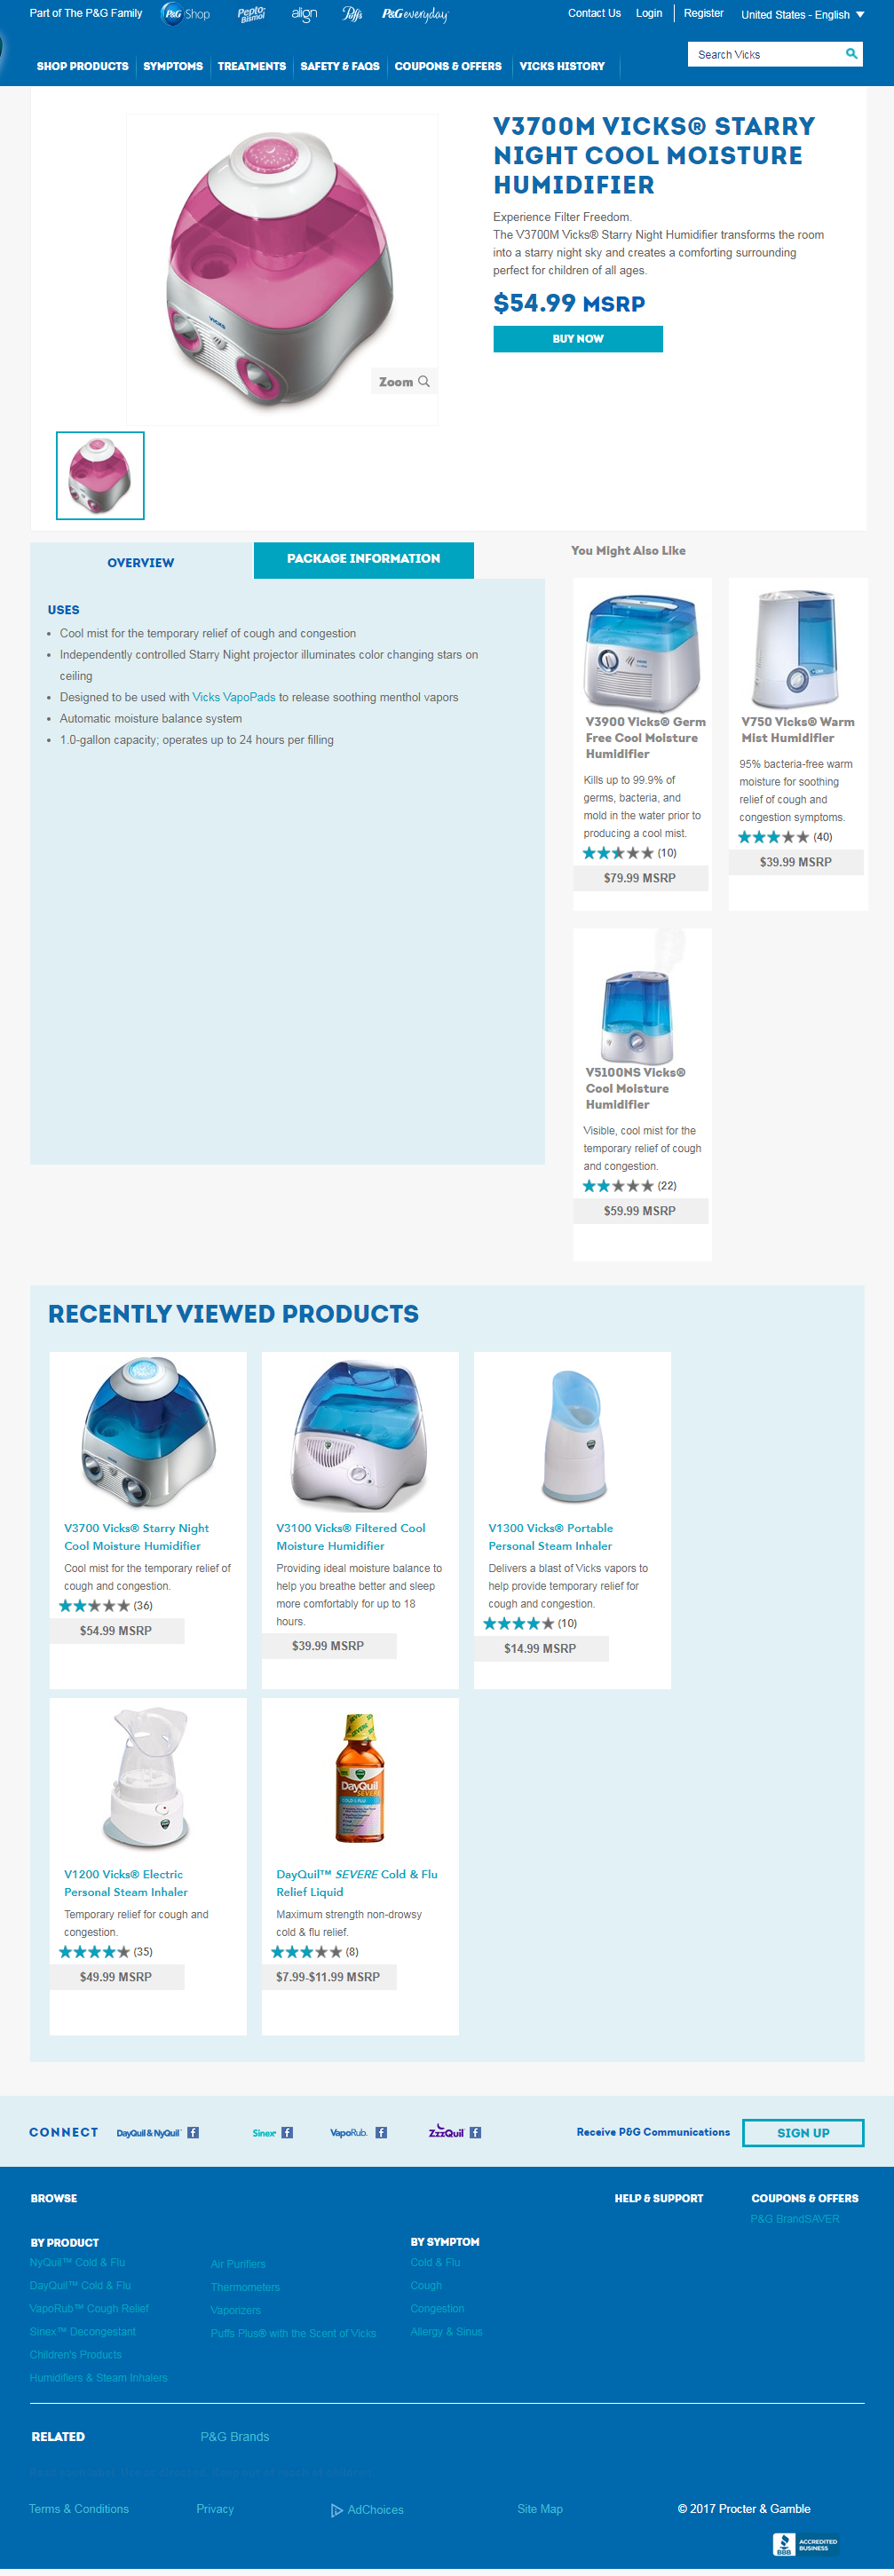 Part of The P&G Family
P&G Shop
Pepto Bismol
align
Puffs
P&G everyday
Contact Us
Login
Register
United States - English
Search Vicks
SHOP PRODUCTS
SYMPTOMS
TREATMENTS
SAFETY & FAQS
COUPONS & OFFERS
VICKS HISTORY
V3700M VICKS® STARRY
NIGHT COOL MOISTURE
HUMIDIFIER
Experience Filter Freedom.
The V3700M Vicks® Starry Night Humidifier transforms the room
into a starry night sky and creates a comforting surrounding
perfect for children of all ages.
$54.99 MSRP
BUY NOW
VICKS
Zoom
OVERVIEW
PACKAGE INFORMATION
USES
Cool mist for the temporary relief of cough and congestion
Independently controlled Starry Night projector illuminates color changing stars on
ceiling
Designed to be used with Vicks VapoPads to release soothing menthol vapors
Automatic moisture balance system
1.0-gallon capacity; operates up to 24 hours per filling
You Might Also Like
V3900 Vicks® Germ
Free Cool Moisture
Humidifier
Kills up to 99.9% of
germs, bacteria, and
mold in the water prior to
producing a cool mist.
(10)
$79.99 MSRP
V750 Vicks® Warm
Mist Humidifier
95% bacteria-free warm
moisture for soothing
relief of cough and
congestion symptoms.
(40)
$39.99 MSRP
V5100NS Vicks®
Cool Moisture
Humidifier
Visible, cool mist for the
temporary relief of cough
and congestion.
(22)
$59.99 MSRP
RECENTLY VIEWED PRODUCTS
V3700 Vicks® Starry Night
Cool Moisture Humidifier
Cool mist for the temporary relief of
cough and congestion.
(36)
$54.99 MSRP
V3100 Vicks® Filtered Cool
Moisture Humidifier
Providing ideal moisture balance to
help you breathe better and sleep
more comfortably for up to 18
hours.
$39.99 MSRP
V1300 Vicks® Portable
Personal Steam Inhaler
Delivers a blast of Vicks vapors to
help provide temporary relief for
cough and congestion.
(10)
$14.99 MSRP
V1200 Vicks® Electric
Personal Steam Inhaler
Temporary relief for cough and
congestion.
(35)
$49.99 MSRP
DayQuil
SEVERE
COLD & FLU
DayQuil™ SEVERE Cold & Flu
Relief Liquid
Maximum strength non-drowsy
cold & flu relief.
(8)
$7.99-$11.99 MSRP
CONNECT
DayQuil & NyQuil
Sinex
VapoRub.
ZzzQuil
Receive P&G Communications
SIGN UP
BROWSE
HELP & SUPPORT
COUPONS & OFFERS
P&G BrandSAVER
BY PRODUCT
NyQuil™ Cold & Flu
DayQuil™ Cold & Flu
VapoRub™ Cough Relief
Sinex™ Decongestant
Children's Products
Humidifiers & Steam Inhalers
Air Purifiers
Thermometers
Vaporizers
Puffs Plus® with the Scent of Vicks
BY SYMPTOM
Cold & Flu
Cough
Congestion
Allergy & Sinus
RELATED
P&G Brands
Terms & Conditions
Privacy
AdChoices
Site Map
© 2017 Procter & Gamble
BBB
ACCREDITED
BUSINESS